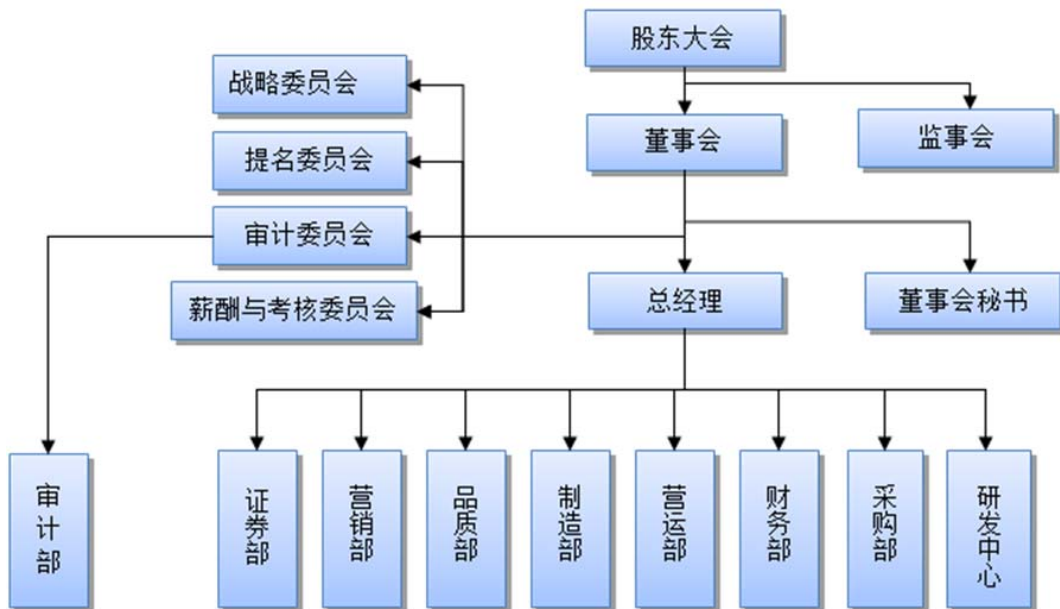 股东大会
战略委员会
董事会
监事会
提名委员会
审计委员会
总经理
董事会秘书
薪酬与考核委员会
审计部
证券部
营销部
品质部
制造部
营运部
财务部
采购部
研发中心